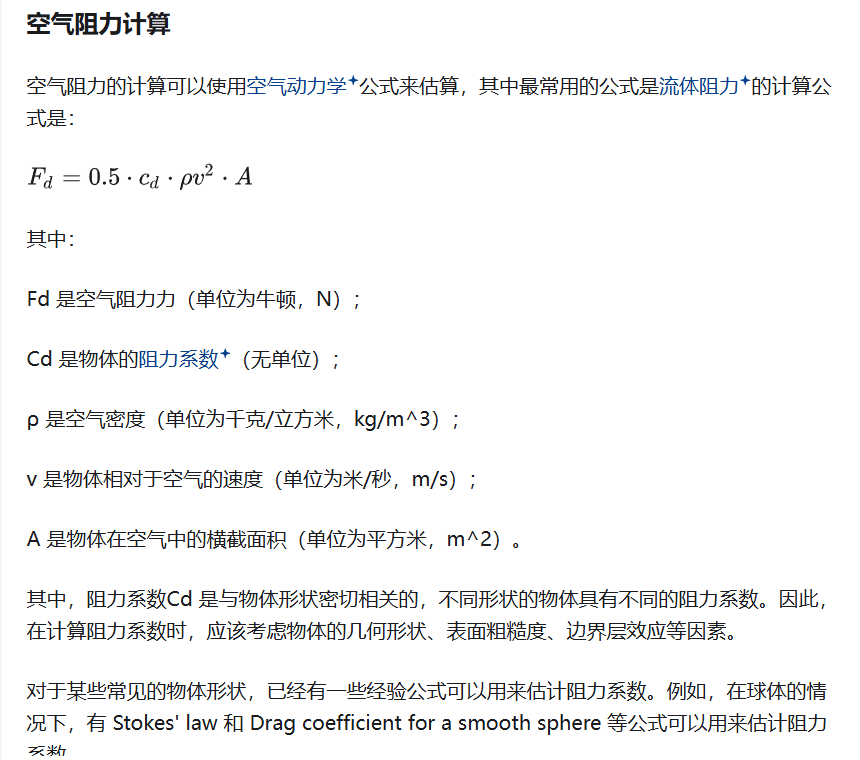 空气阻力计算
空气阻力的计算可以使用空气动力学✦公式来估算，其中最常用的公式是流体阻力✦的计算公
式是：
F_d = 0.5 · c_d · ρv² · A
其中：
Fd 是空气阻力力（单位为牛顿，N）；
Cd 是物体的阻力系数✦（无单位）；
ρ 是空气密度（单位为千克/立方米，kg/m^3）；
v 是物体相对于空气的速度（单位为米/秒，m/s）；
A 是物体在空气中的横截面积（单位为平方米，m^2）。
其中，阻力系数Cd 是与物体形状密切相关的，不同形状的物体具有不同的阻力系数。因此，
在计算阻力系数时，应该考虑物体的几何形状、表面粗糙度、边界层效应等因素。
对于某些常见的物体形状，已经有一些经验公式可以用来估计阻力系数。例如，在球体的情
况下，有 Stokes' law 和 Drag coefficient for a smooth sphere 等公式可以用来估计阻力
系数